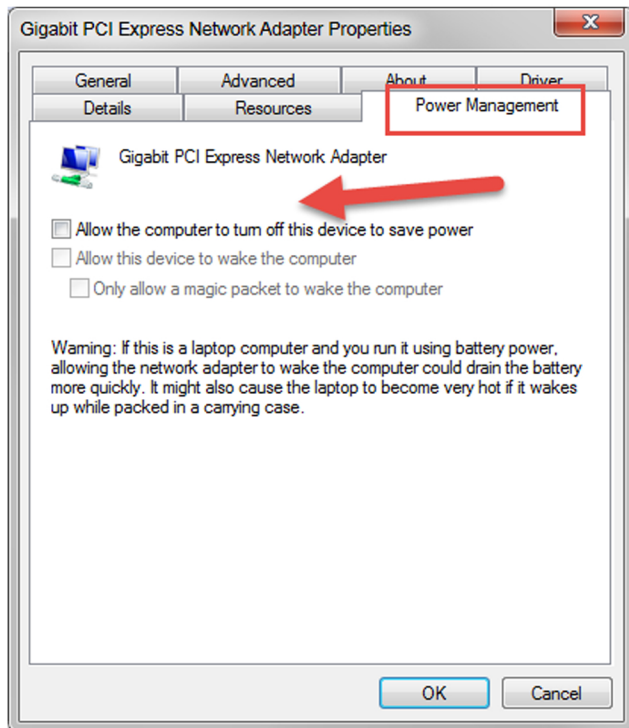 Gigabit PCI Express Network Adapter Properties
General Advanced About Driver
Details Resources Power Management
Gigabit PCI Express Network Adapter
Allow the computer to turn off this device to save power
Allow this device to wake the computer
Only allow a magic packet to wake the computer
Warning: If this is a laptop computer and you run it using battery power,
allowing the network adapter to wake the computer could drain the battery
more quickly. It might also cause the laptop to become very hot if it wakes
up while packed in a carrying case.
OK Cancel